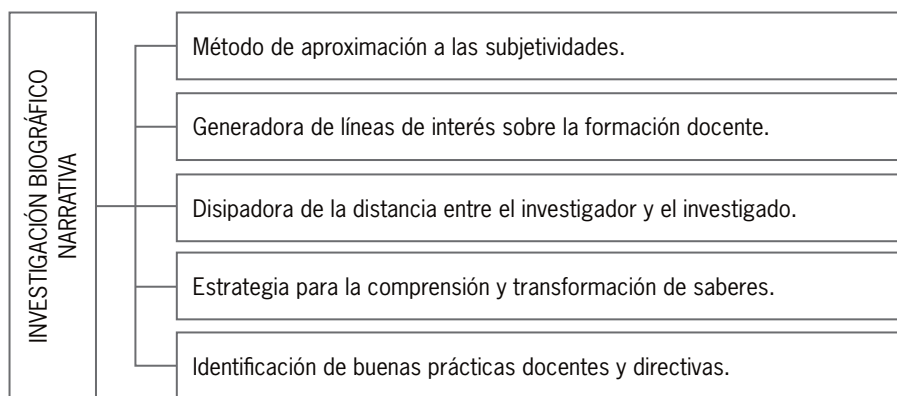 INVESTIGACIÓN BIOGRÁFICO
NARRATIVA
Método de aproximación a las subjetividades.
Generadora de líneas de interés sobre la formación docente.
Disipadora de la distancia entre el investigador y el investigado.
Estrategia para la comprensión y transformación de saberes.
Identificación de buenas prácticas docentes y directivas.